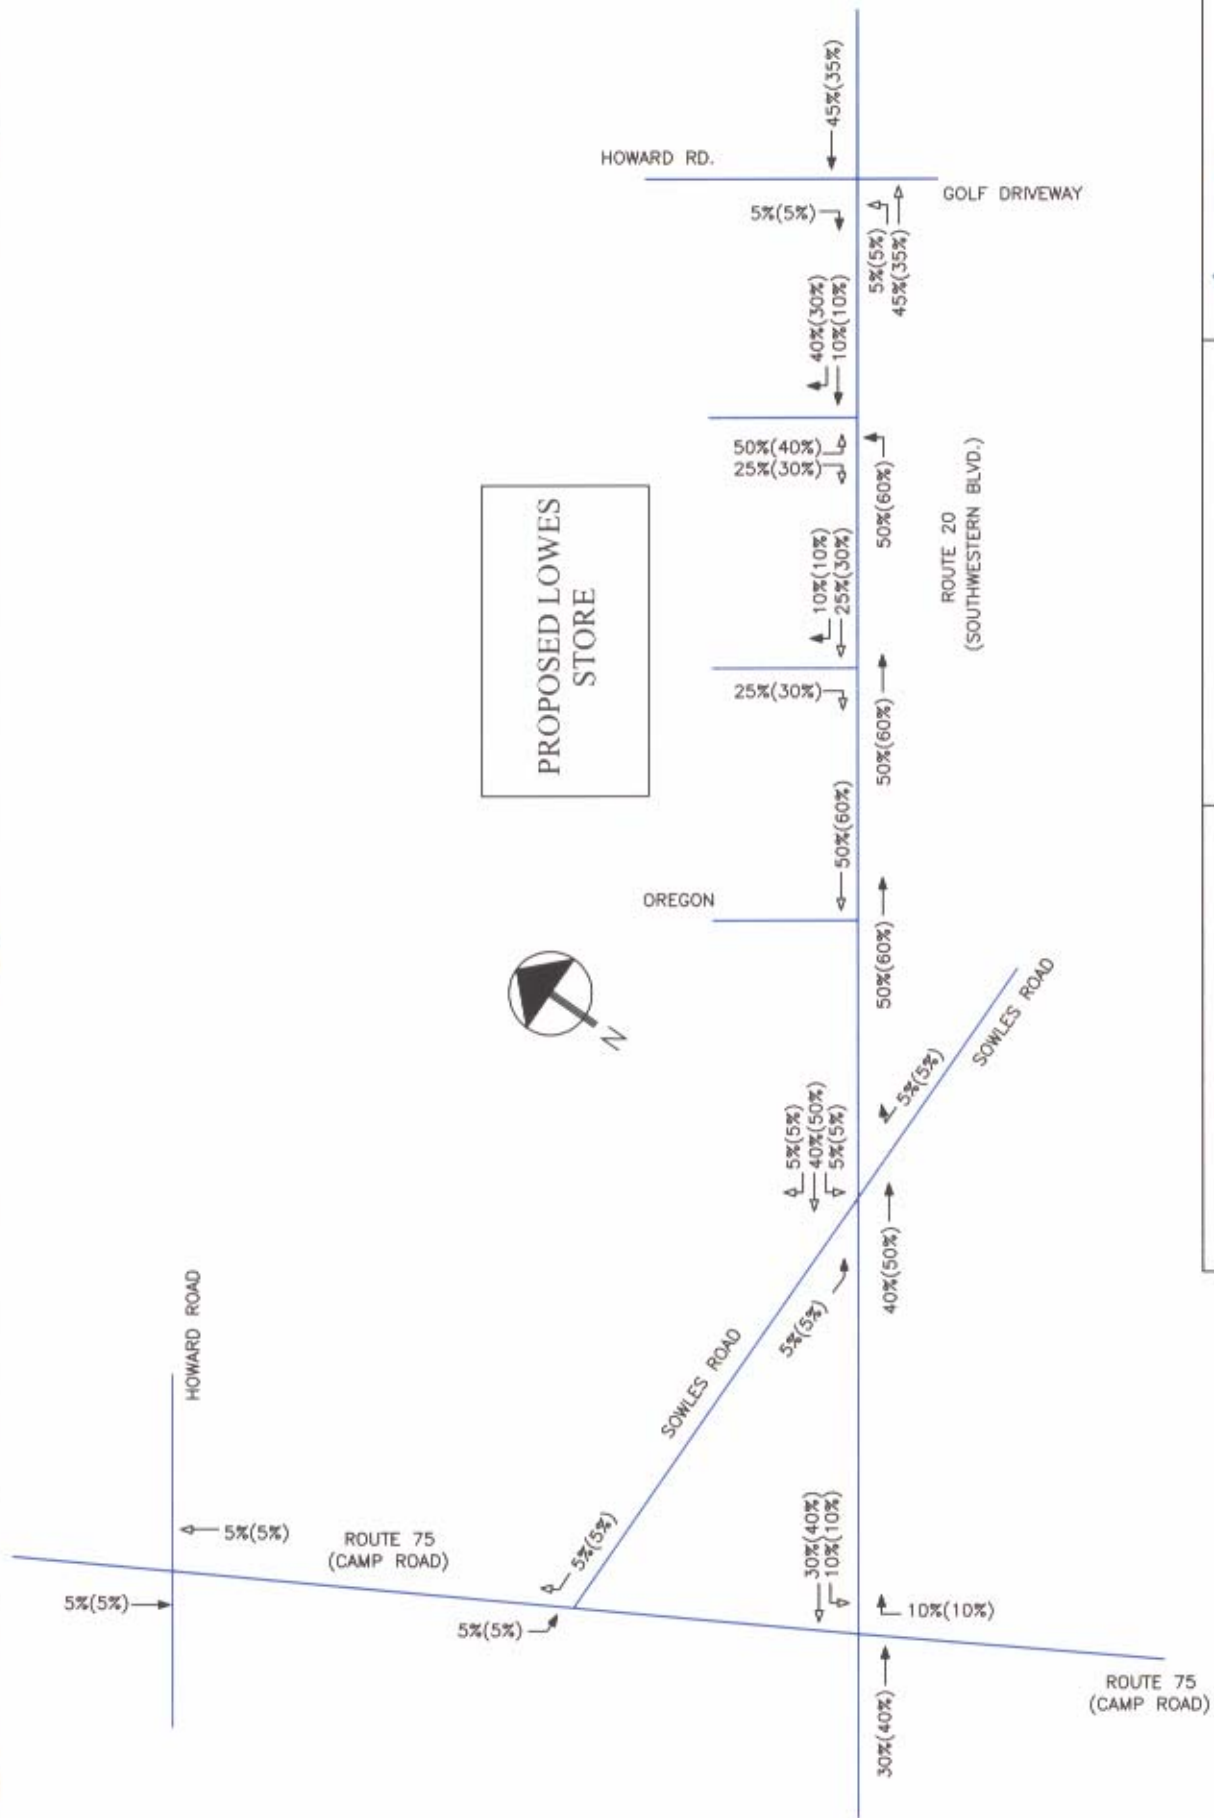 45%(35%)
HOWARD RD.
GOLF DRIVEWAY
5%(5%)
5%(5%)
45%(35%)
40%(30%)
10%(10%)
50%(40%)
25%(30%)
50%(60%)
ROUTE 20
(SOUTHWESTERN BLVD.)
PROPOSED LOWES
STORE
10%(10%)
25%(30%)
25%(30%)
50%(60%)
50%(60%)
OREGON
50%(60%)
N
SOWLES ROAD
5%(5%)
5%(5%)
40%(50%)
5%(5%)
40%(50%)
5%(5%)
SOWLES ROAD
HOWARD ROAD
5%(5%)
ROUTE 75
(CAMP ROAD)
5%(5%)
5%(5%)
5%(5%)
30%(40%)
10%(10%)
10%(10%)
30%(40%)
ROUTE 75
(CAMP ROAD)